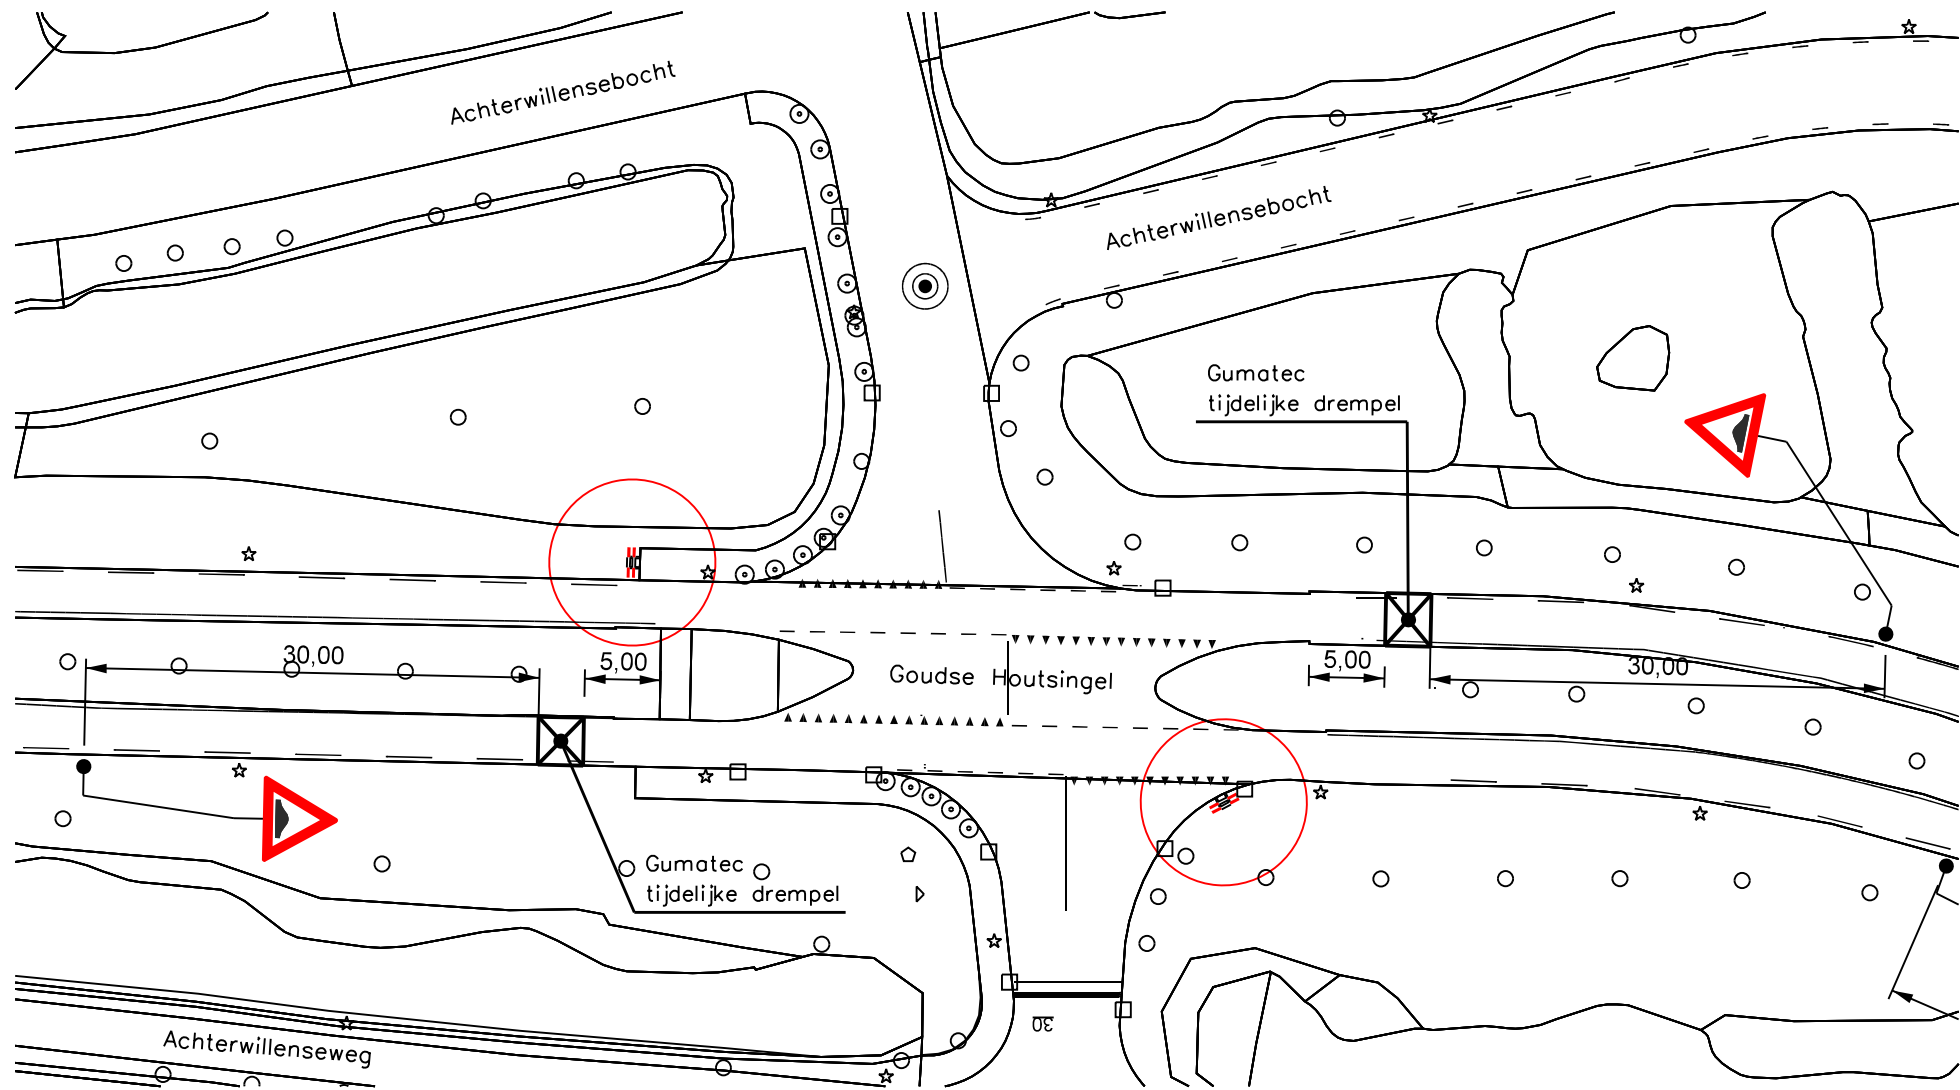 Achterwillensebocht
Achterwillensebocht
Gumatec
tijdelijke drempel
30,00
5,00
Goudse Houtsingel
5,00
30,00
Gumatec
tijdelijke drempel
30
Achterwillenseweg